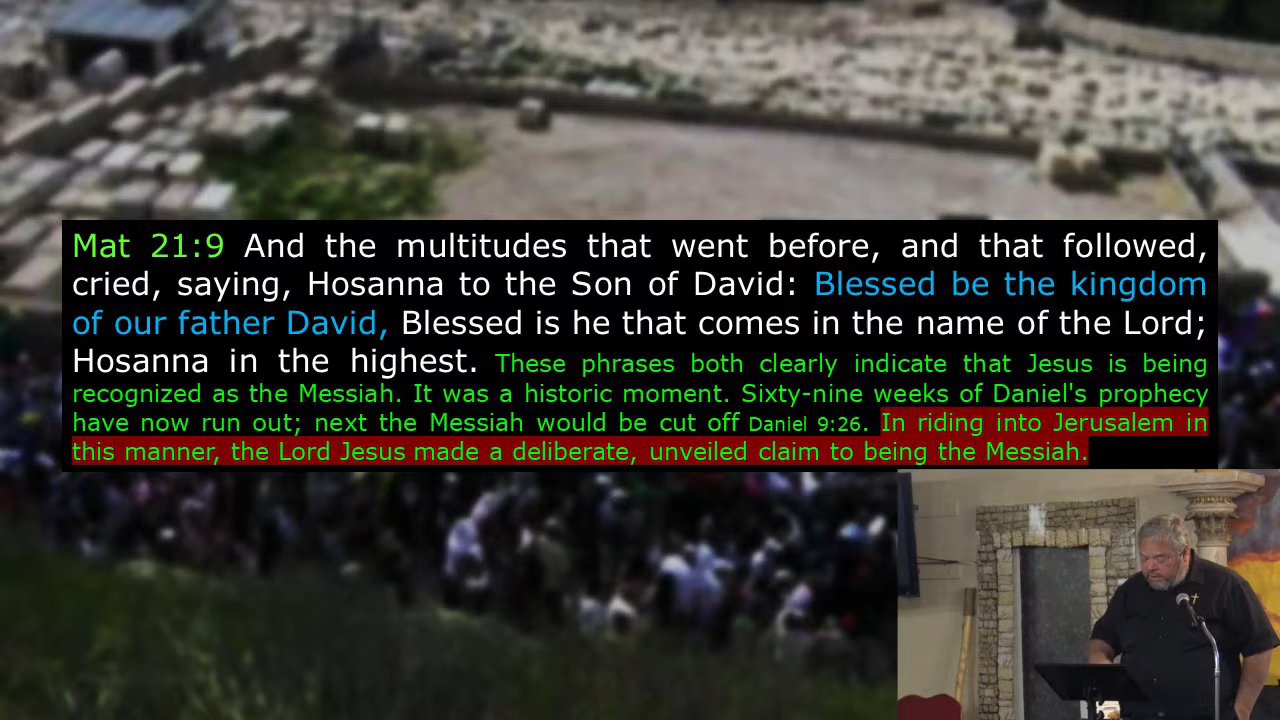 Mat 21:9 And the multitudes that went before, and that followed,
cried, saying, Hosanna to the Son of David: Blessed be the kingdom
of our father David, Blessed is he that comes in the name of the Lord;
Hosanna in the highest. These phrases both clearly indicate that Jesus is being
recognized as the Messiah. It was a historic moment. Sixty-nine weeks of Daniel's prophecy
have now run out; next the Messiah would be cut off Daniel 9:26. In riding into Jerusalem in
this manner, the Lord Jesus made a deliberate, unveiled claim to being the Messiah.